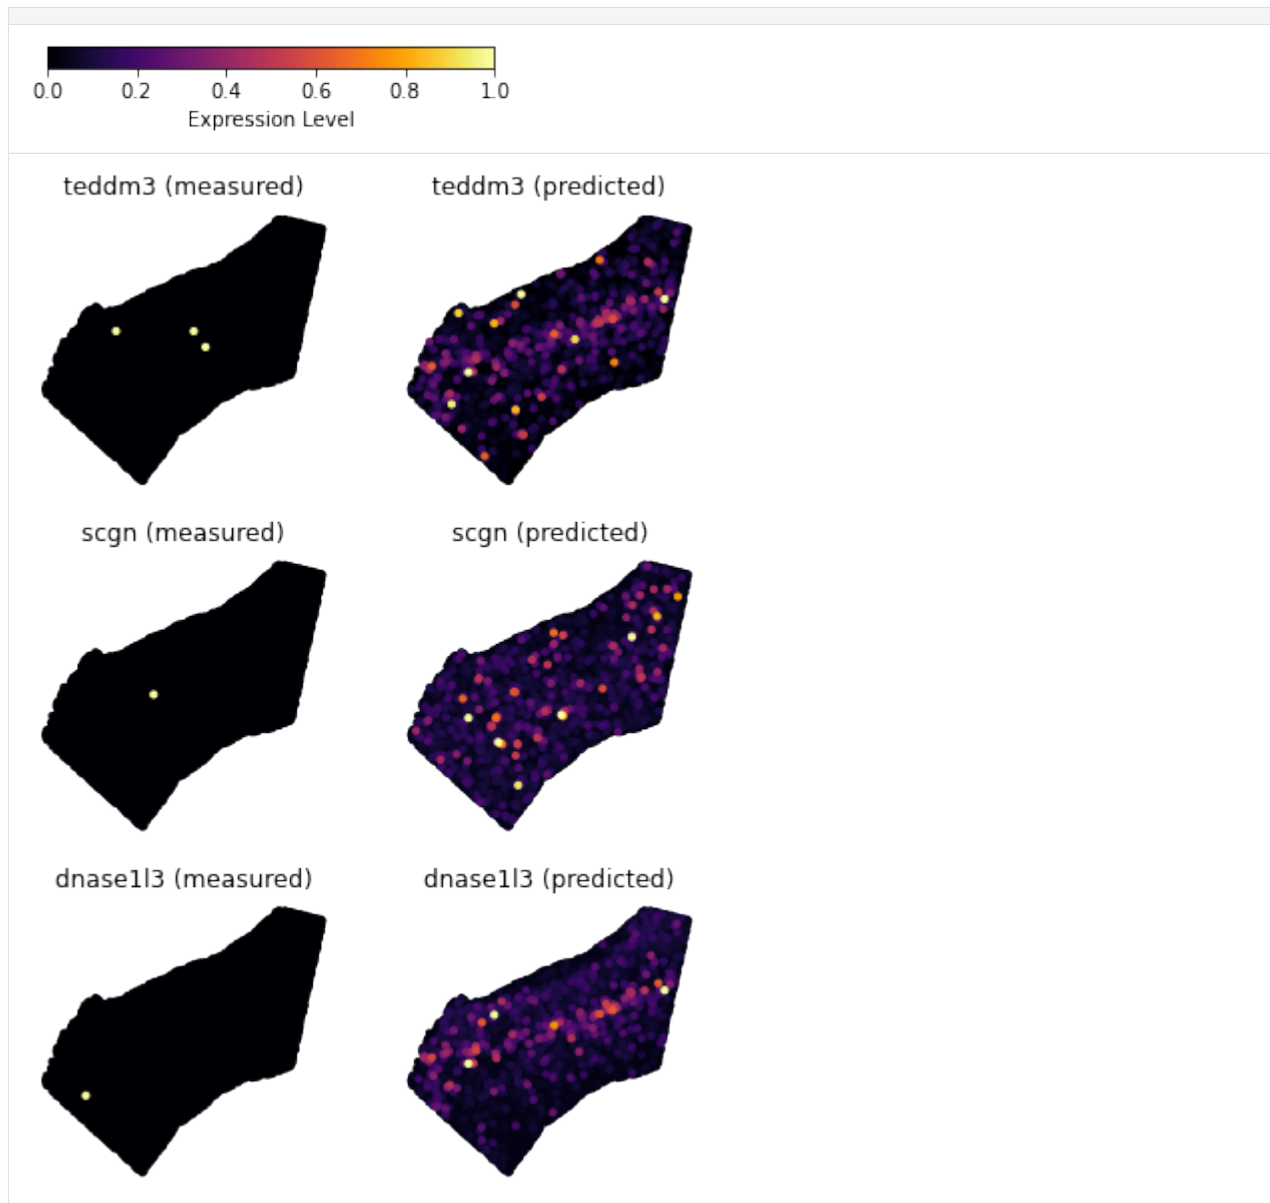 0.0 0.2 0.4 0.6 0.8 1.0
Expression Level
teddm3 (measured) teddm3 (predicted)
scgn (measured) scgn (predicted)
dnase1l3 (measured) dnase1l3 (predicted)